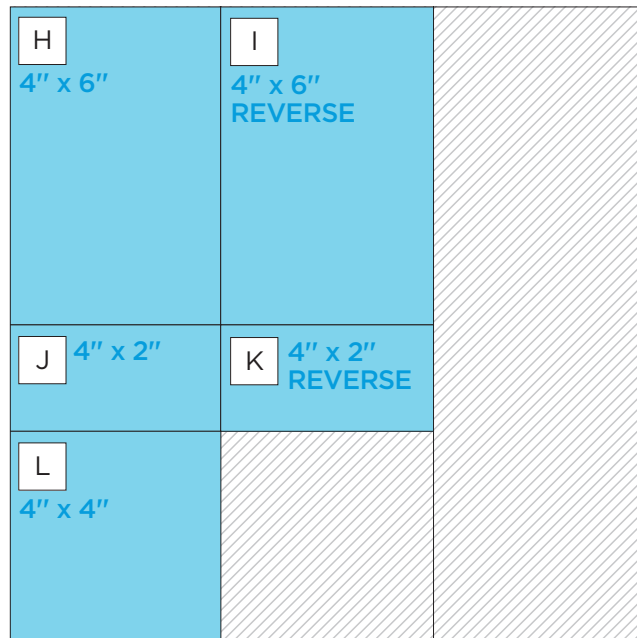 H
4" x 6"
I
4" x 6"
REVERSE
J
4" x 2"
K
4" x 2"
REVERSE
L
4" x 4"